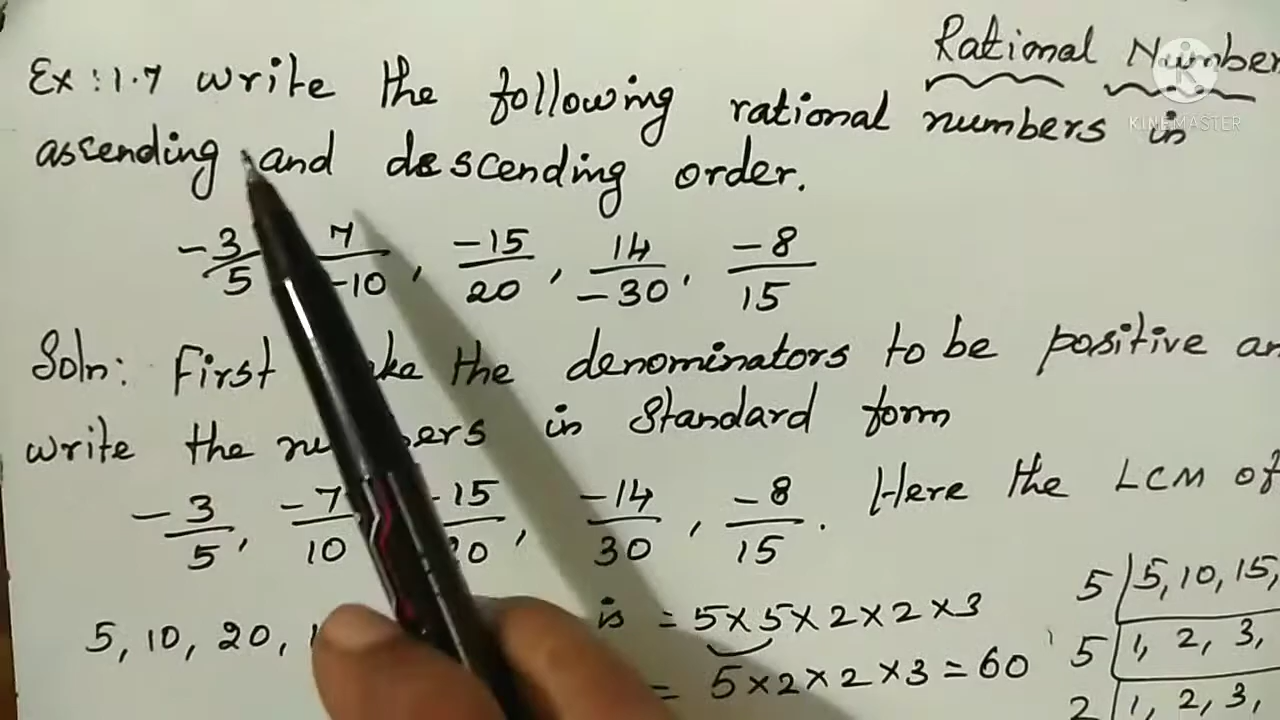 Rational Number
Ex : 1.7 Write the following rational numbers in
ascending and descending order.
-3/5 7/-10, -15/20, 14/-30, -8/15
Soln: First the denominators to be positive an
write the in Standard form
-3/5, -7/10 -15/20, -14/30, -8/15. Here the LCM of
5, 10, 20, is = 5×5×2×2×3
= 5×2×2×3 = 60
5 5, 10, 15,
5 1, 2, 3,
2 1, 2, 3,
KINEMASTER